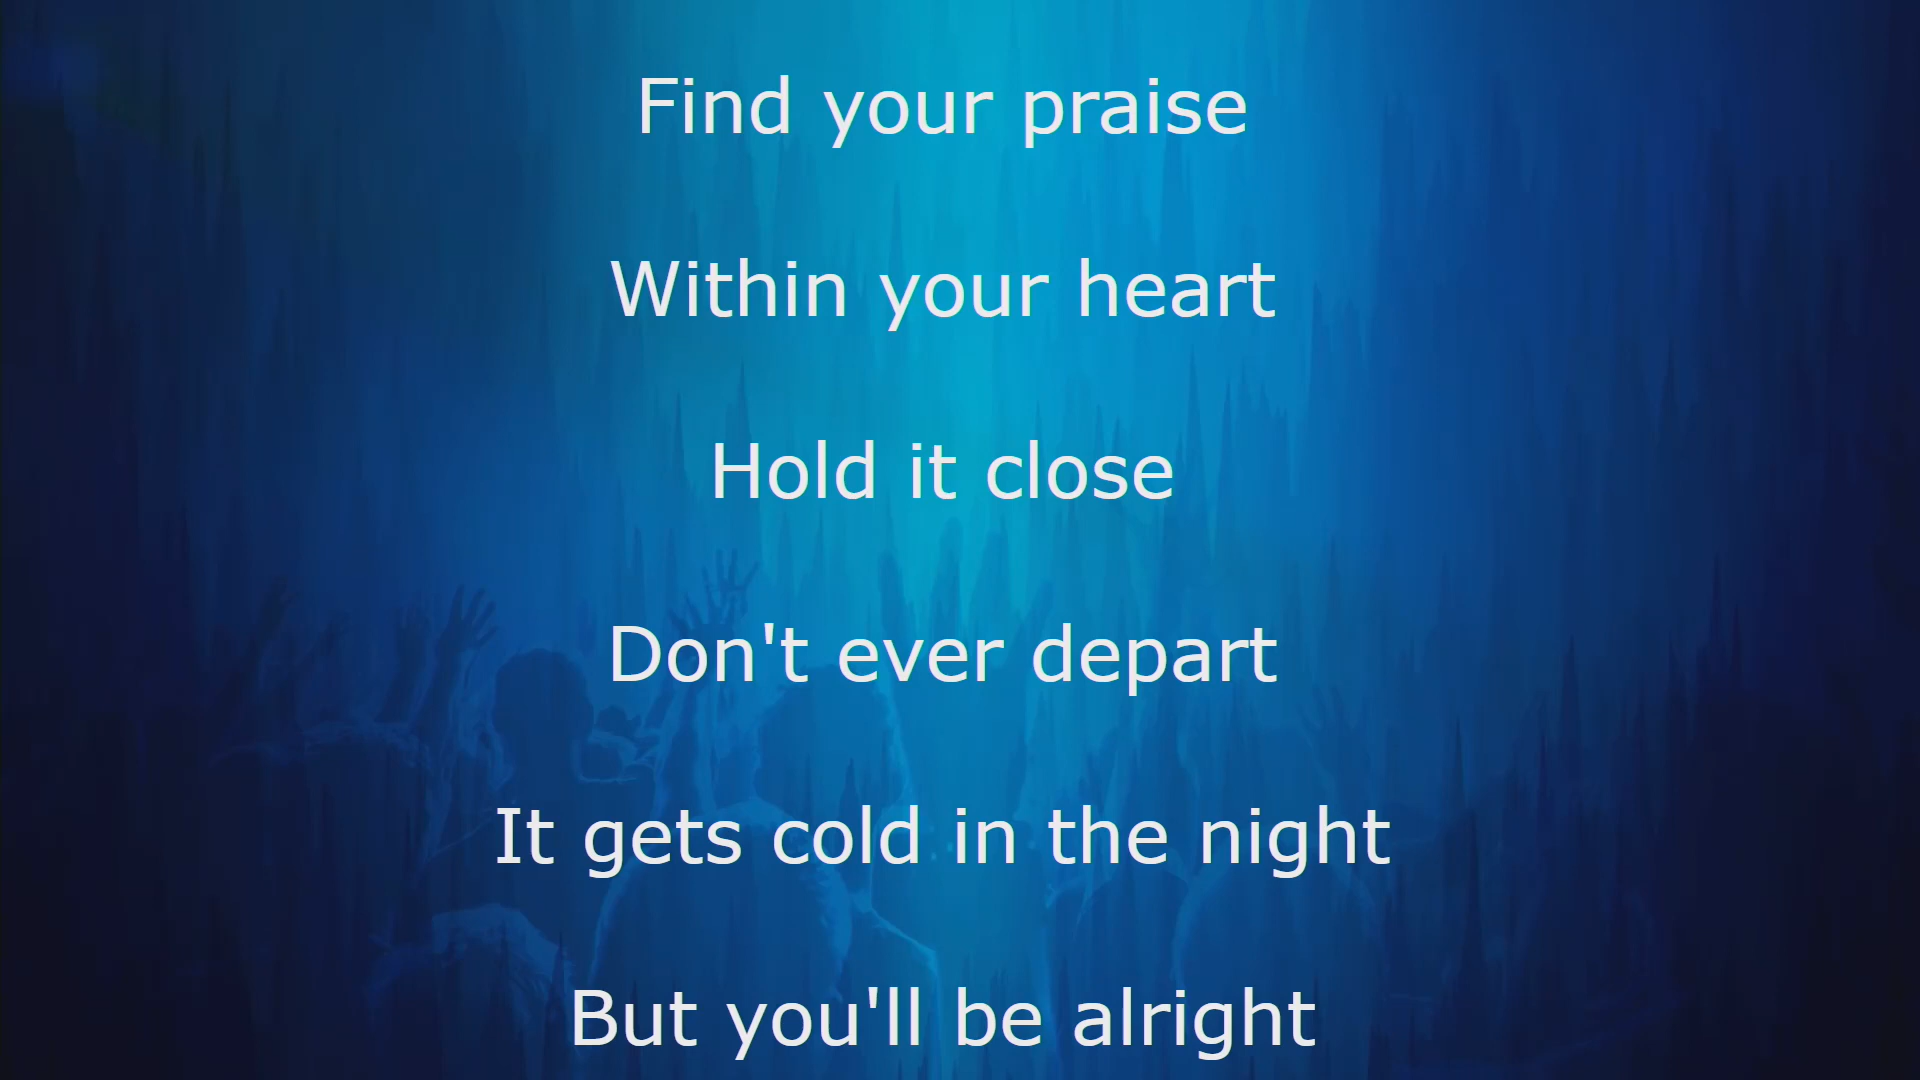 Find your praise
Within your heart
Hold it close
Don't ever depart
It gets cold in the night
But you'll be alright